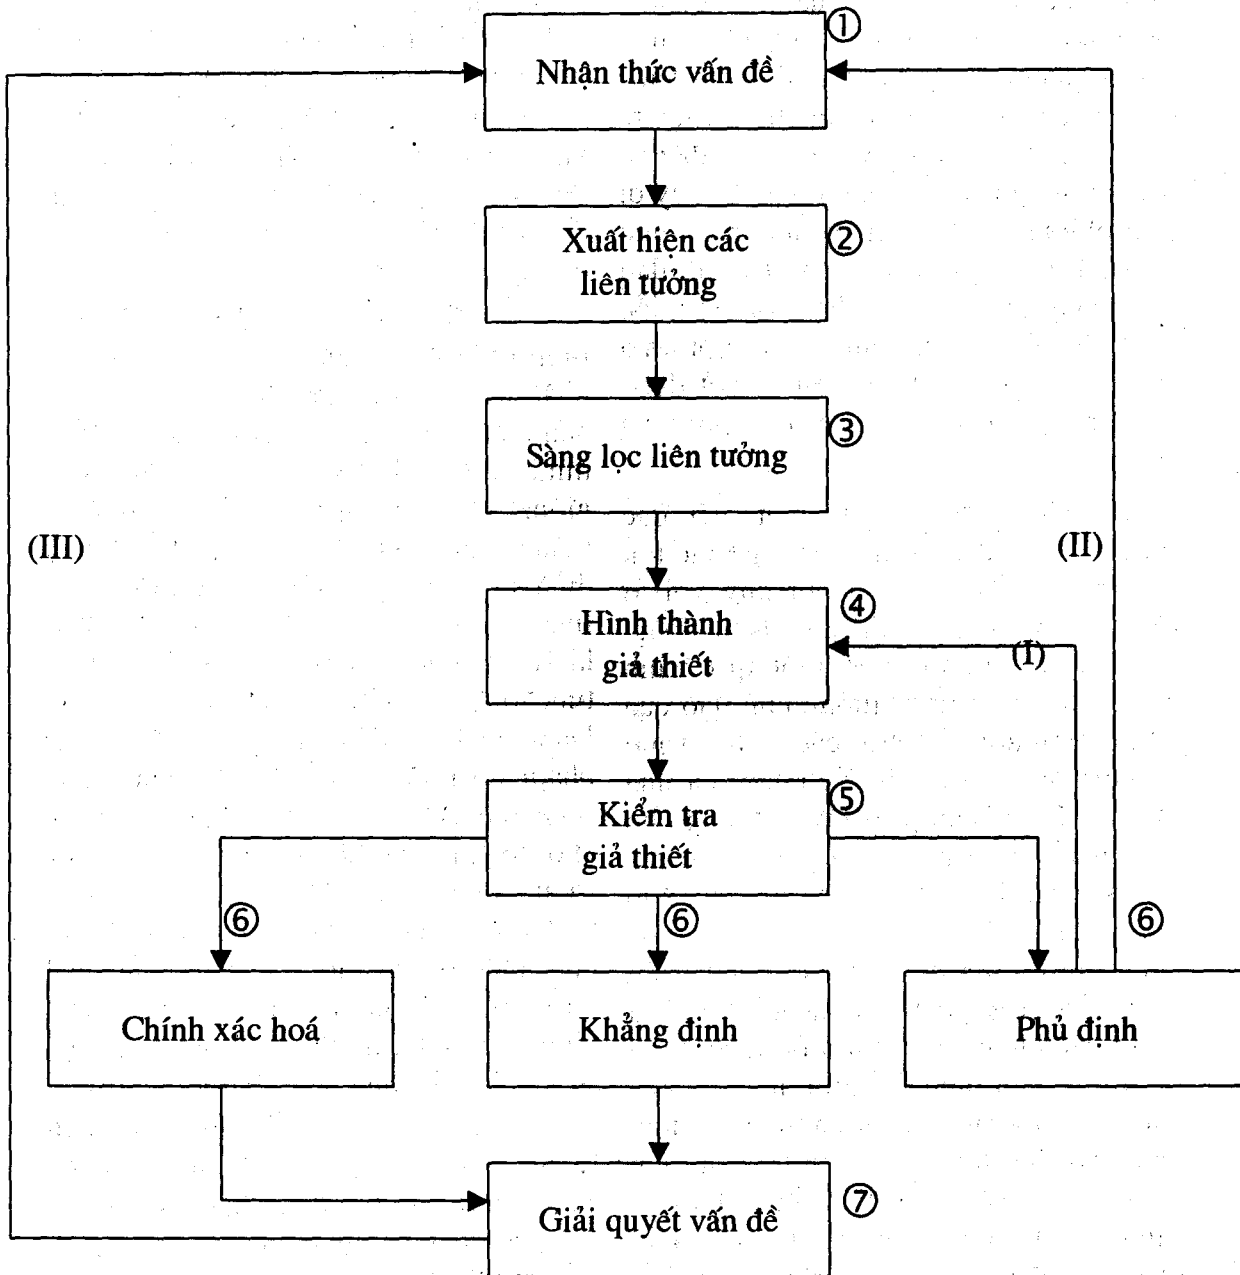 ①
Nhận thức vấn đề
Xuất hiện các
liên tưởng
②
Sàng lọc liên tưởng
③
(III)
(II)
④
Hình thành
giả thiết
(I)
⑤
Kiểm tra
giả thiết
⑥
⑥
⑥
Chính xác hoá
Khẳng định
Phủ định
Giải quyết vấn đề
⑦